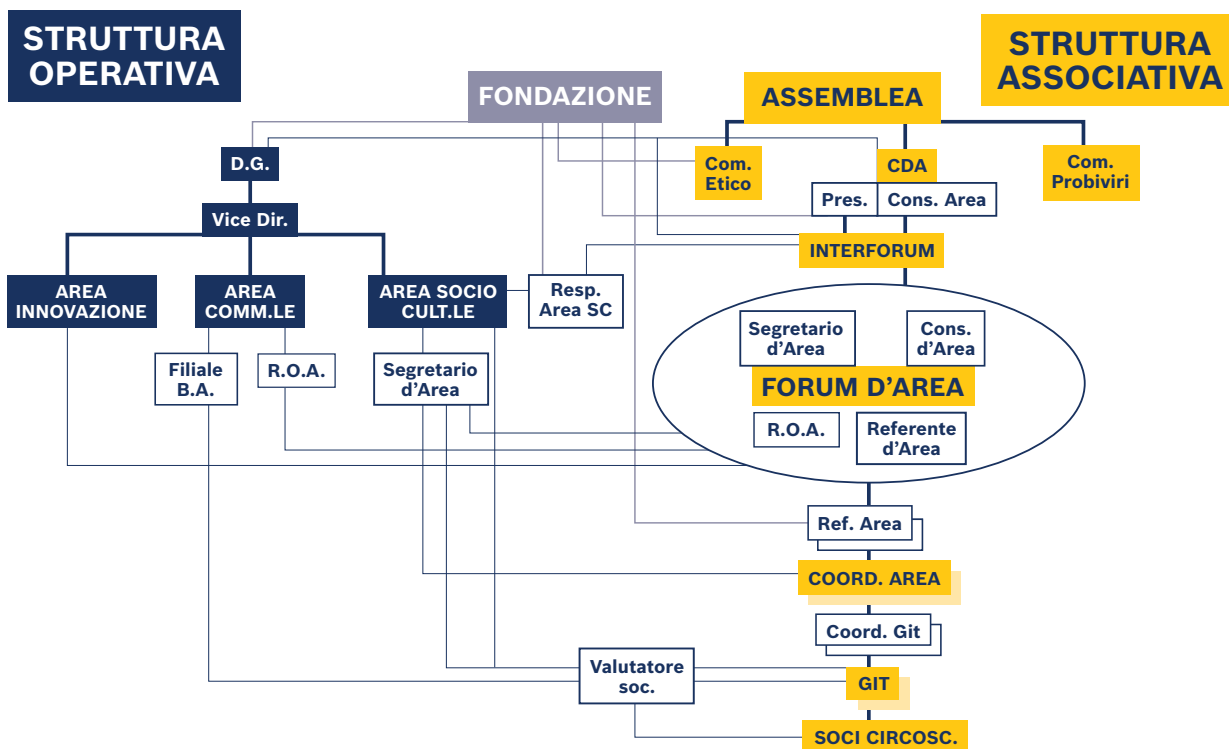 STRUTTURA
OPERATIVA
STRUTTURA
ASSOCIATIVA
FONDAZIONE
ASSEMBLEA
D.G.
Com.
Etico
CDA
Com.
Probiviri
Pres.
Cons. Area
Vice Dir.
INTERFORUM
AREA
INNOVAZIONE
AREA
COMM.LE
AREA SOCIO
CULT.LE
Resp.
Area SC
Segretario
d'Area
Cons.
d'Area
Filiale
B.A.
R.O.A.
Segretario
d'Area
FORUM D'AREA
R.O.A.
Referente
d'Area
Ref. Area
COORD. AREA
Coord. Git
Valutatore
soc.
GIT
SOCI CIRCOSC.